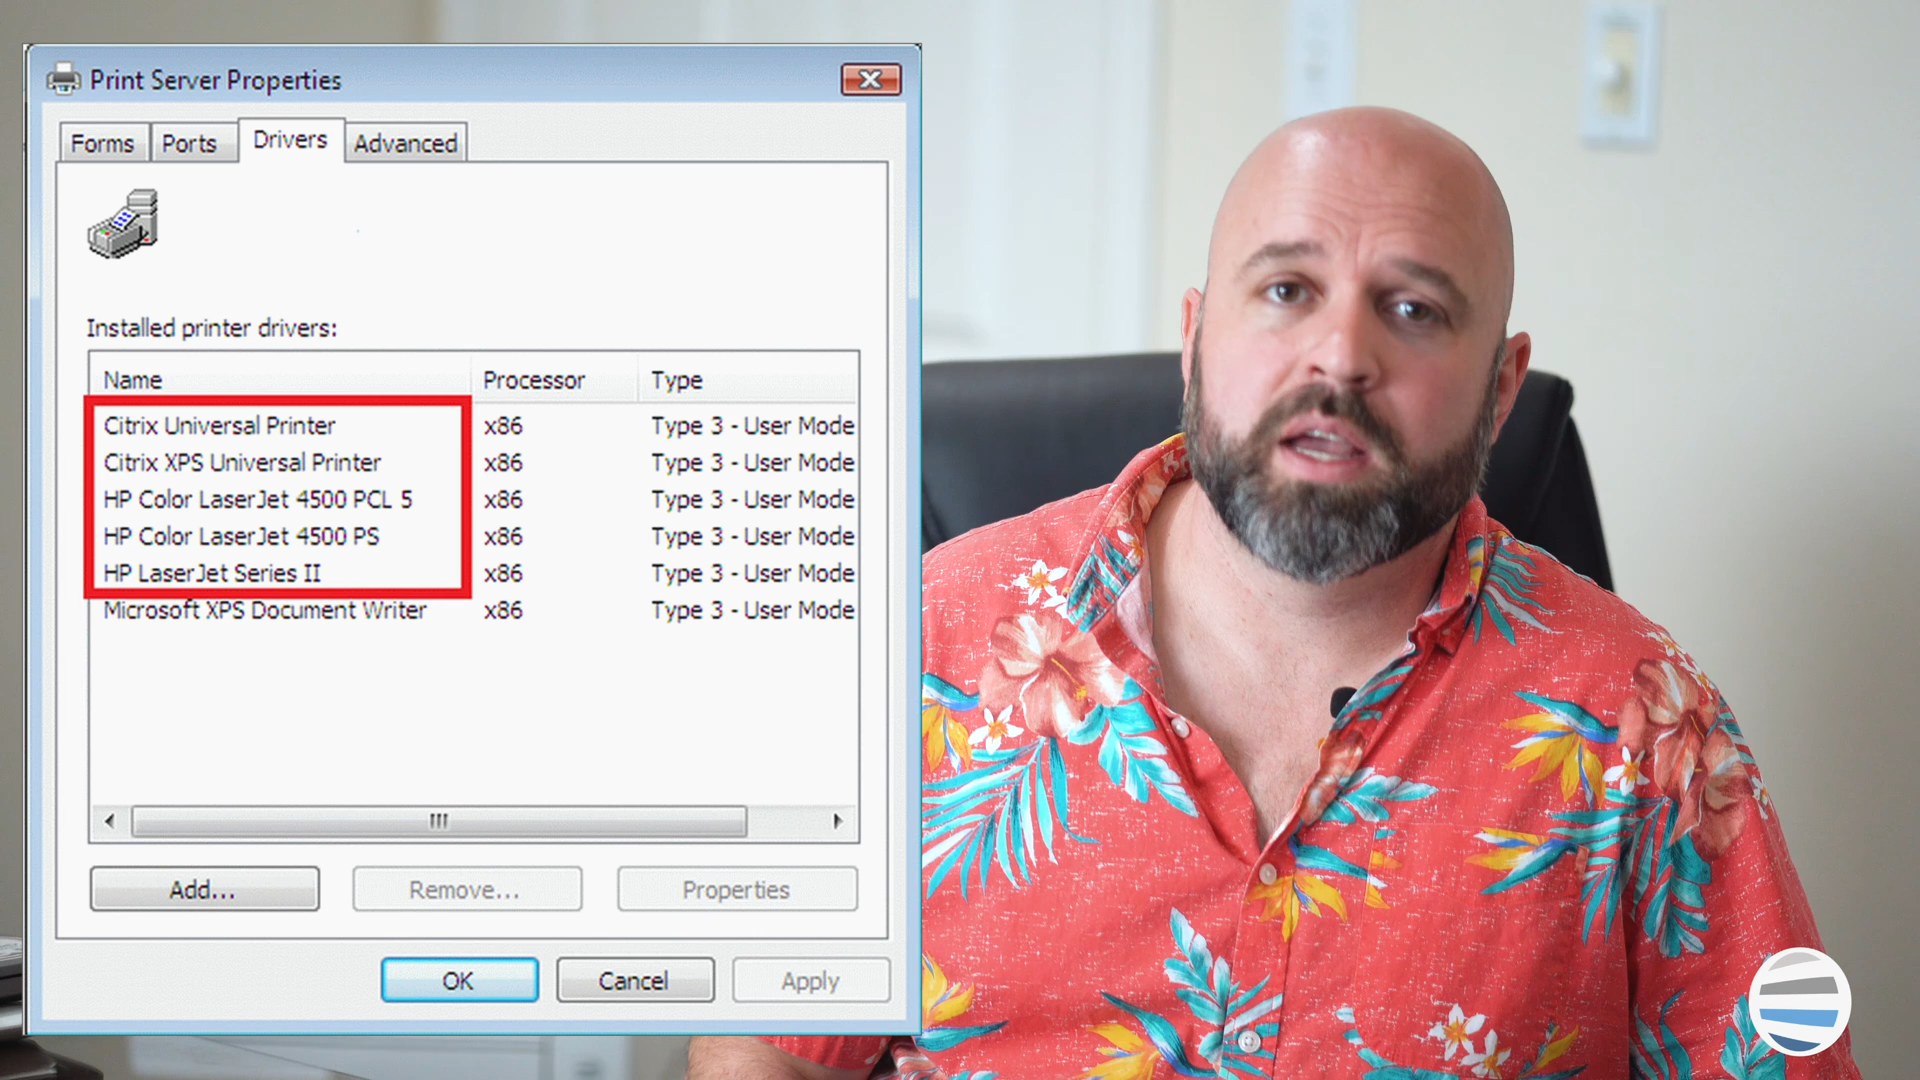 Print Server Properties
Forms Ports Drivers Advanced
Installed printer drivers:
Name Processor Type
Citrix Universal Printer x86 Type 3 - User Mode
Citrix XPS Universal Printer x86 Type 3 - User Mode
HP Color LaserJet 4500 PCL 5 x86 Type 3 - User Mode
HP Color LaserJet 4500 PS x86 Type 3 - User Mode
HP LaserJet Series II x86 Type 3 - User Mode
Microsoft XPS Document Writer x86 Type 3 - User Mode
Add... Remove... Properties
OK Cancel Apply